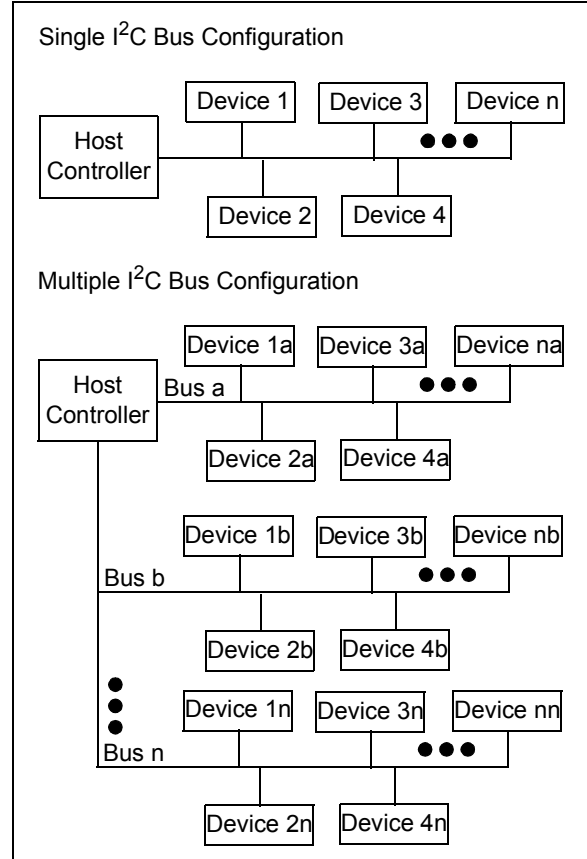 Single I²C Bus Configuration
Device 1
Device 3
Device n
Host
Controller
Device 2
Device 4
Multiple I²C Bus Configuration
Device 1a
Device 3a
Device na
Host
Controller
Bus a
Device 2a
Device 4a
Device 1b
Device 3b
Device nb
Bus b
Device 2b
Device 4b
Device 1n
Device 3n
Device nn
Bus n
Device 2n
Device 4n